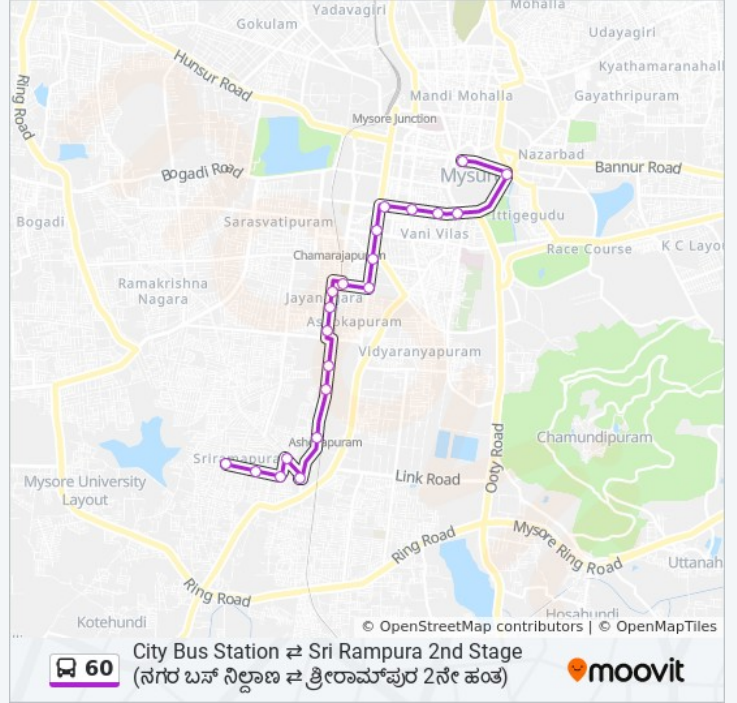 Yadavagiri
Mohalla
Gokulam
Udayagiri
Hunsur Road
Kyathamaranahall
Ring Road
Mandi Mohalla
Gayathripuram
Mysore Junction
Nazarbad
Bannur Road
Bogadi Road
Mysuru
Bogadi
Sarasvatipuram
Ittigegudu
Vani Vilas
Race Course
K C Layou
Chamarajapuram
Ramakrishna
Nagara
Jayanagara
Ashokapuram
Vidyaranyapuram
Chamundipuram
Ashokapuram
Srirampura
Ooty Road
Link Road
Mysore University
Layout
Ring Road
Mysore Ring Road
Uttanah
Ring Road
Hosahundi
Kotehundi
...
© OpenStreetMap contributors | © OpenMapTiles
60
City Bus Station ⇄ Sri Rampura 2nd Stage
(ನಗರ ಬಸ್ ನಿಲ್ದಾಣ ⇄ ಶ್ರೀರಾಮ್‌ಪುರ 2ನೇ ಹಂತ)
moovit